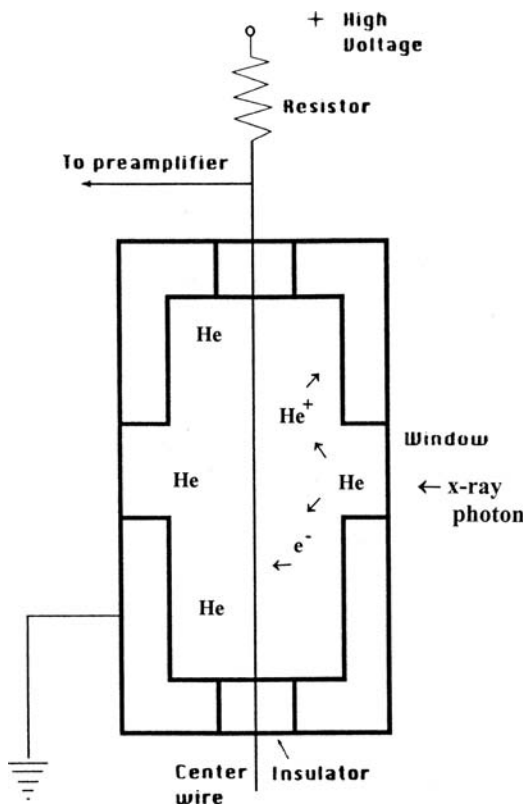 + High
Voltage
Resistor
To preamplifier
He
He⁺
Window
He
He
← x-ray
photon
e⁻
He
Center
wire
Insulator